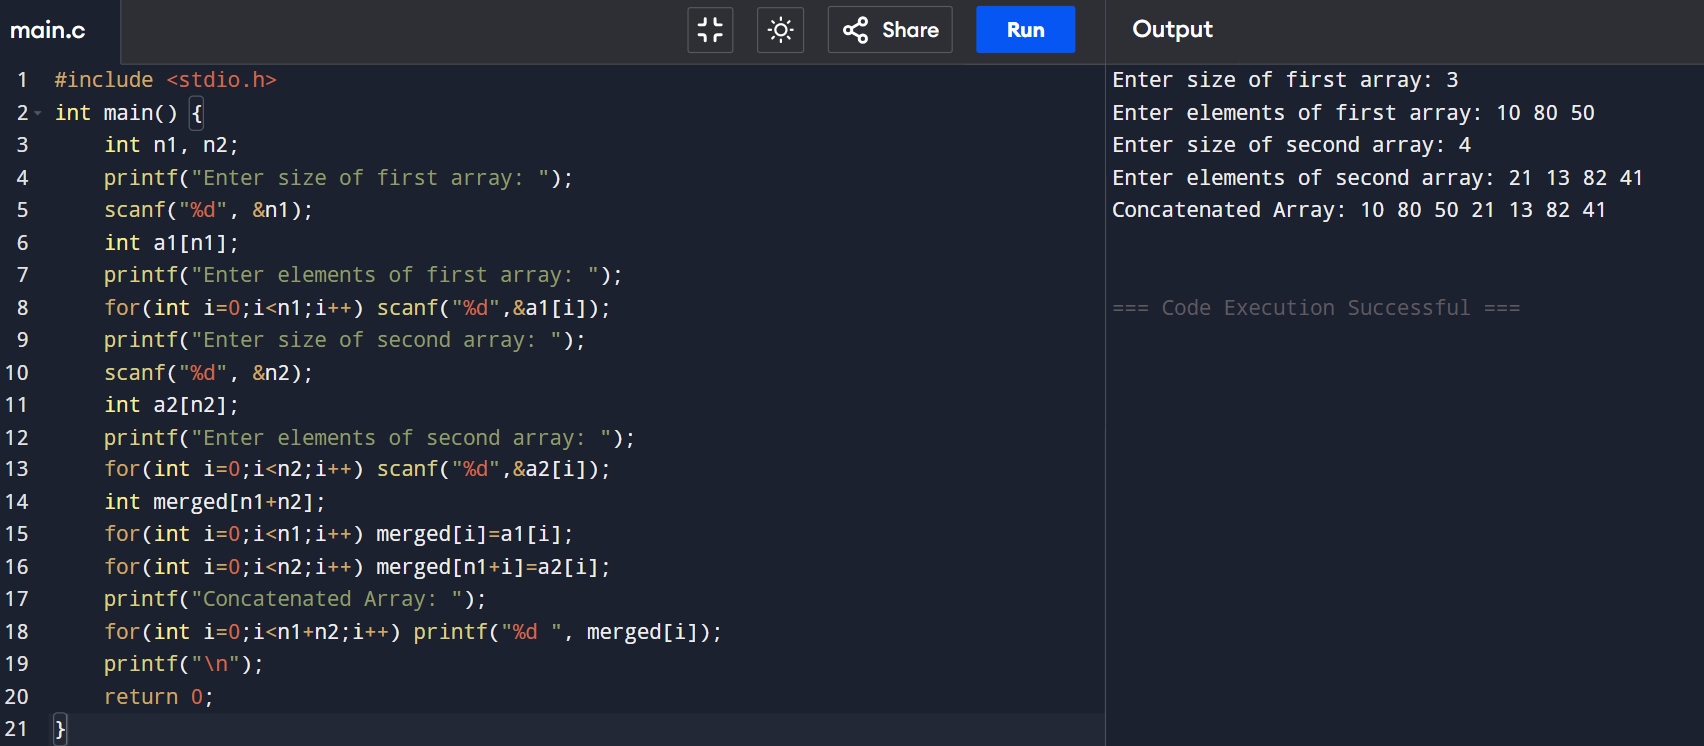 main.c
Share
Run
Output
1 #include <stdio.h>
2 int main() {
3     int n1, n2;
4     printf("Enter size of first array: ");
5     scanf("%d", &n1);
6     int a1[n1];
7     printf("Enter elements of first array: ");
8     for(int i=0;i<n1;i++) scanf("%d",&a1[i]);
9     printf("Enter size of second array: ");
10     scanf("%d", &n2);
11     int a2[n2];
12     printf("Enter elements of second array: ");
13     for(int i=0;i<n2;i++) scanf("%d",&a2[i]);
14     int merged[n1+n2];
15     for(int i=0;i<n1;i++) merged[i]=a1[i];
16     for(int i=0;i<n2;i++) merged[n1+i]=a2[i];
17     printf("Concatenated Array: ");
18     for(int i=0;i<n1+n2;i++) printf("%d ", merged[i]);
19     printf("\n");
20     return 0;
21 }
Enter size of first array: 3
Enter elements of first array: 10 80 50
Enter size of second array: 4
Enter elements of second array: 21 13 82 41
Concatenated Array: 10 80 50 21 13 82 41
=== Code Execution Successful ===